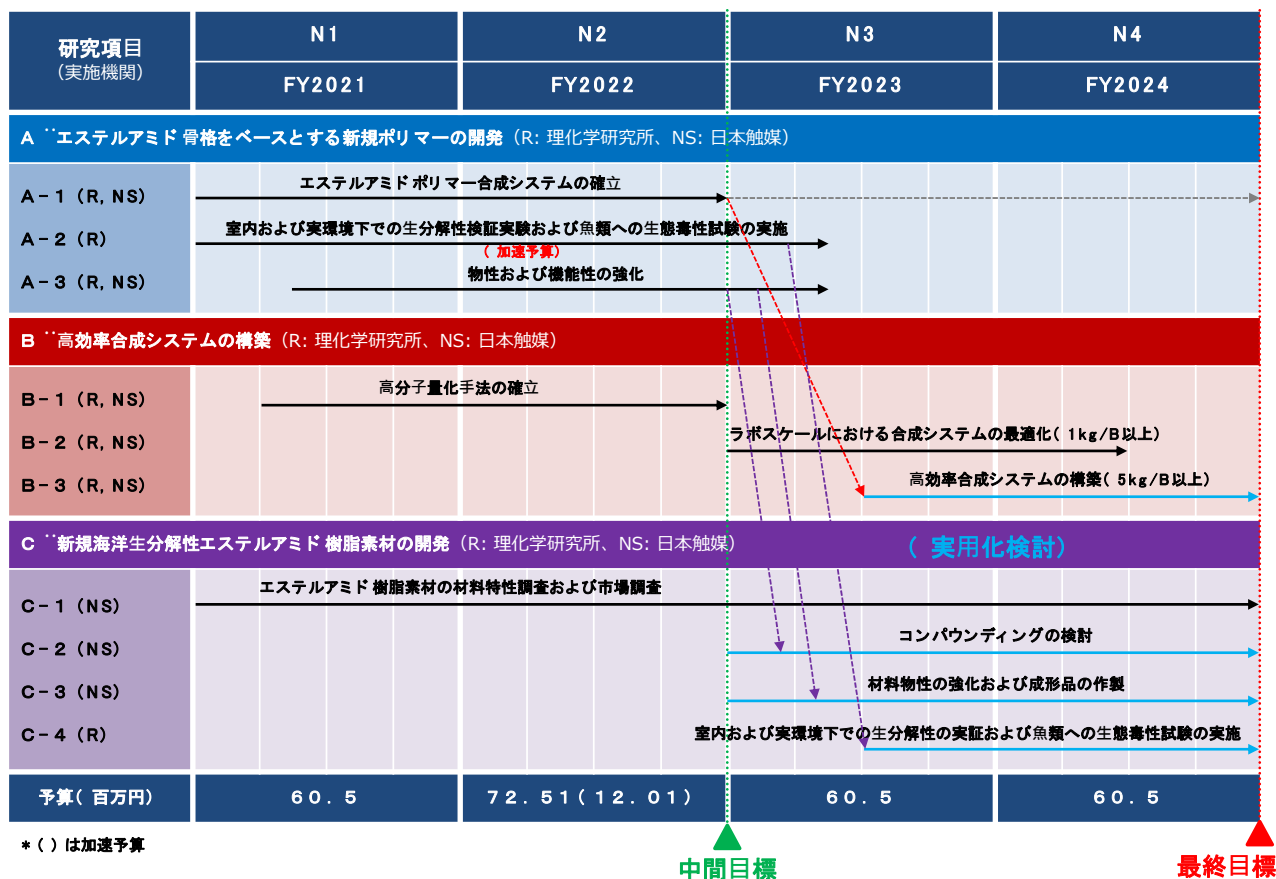 研究項目
(実施機関)
N1
N2
N3
N4
FY2021
FY2022
FY2023
FY2024
A ¨エステルアミド骨格をベースとする新規ポリマーの開発（R: 理化学研究所、NS: 日本触媒）
A-1 (R, NS)
エステルアミドポリマー合成システムの確立
A-2 (R)
室内および実環境下での生分解性検証実験および魚類への生態毒性試験の実施
( 加速予算)
A-3 (R, NS)
物性および機能性の強化
B ¨高効率合成システムの構築（R: 理化学研究所、NS: 日本触媒）
B-1 (R, NS)
高分子量化手法の確立
B-2 (R, NS)
ラボスケールにおける合成システムの最適化( 1kg/B以上)
B-3 (R, NS)
高効率合成システムの構築( 5kg/B以上)
C ¨新規海洋生分解性エステルアミド樹脂素材の開発（R: 理化学研究所、NS: 日本触媒）
( 実用化検討)
C-1 (NS)
エステルアミド樹脂素材の材料特性調査および市場調査
C-2 (NS)
コンパウンディングの検討
C-3 (NS)
材料物性の強化および成形品の作製
C-4 (R)
室内および実環境下での生分解性の実証および魚類への生態毒性試験の実施
予算( 百万円)
60.5
72.51(12.01)
60.5
60.5
* ( ) は加速予算
中間目標
最終目標